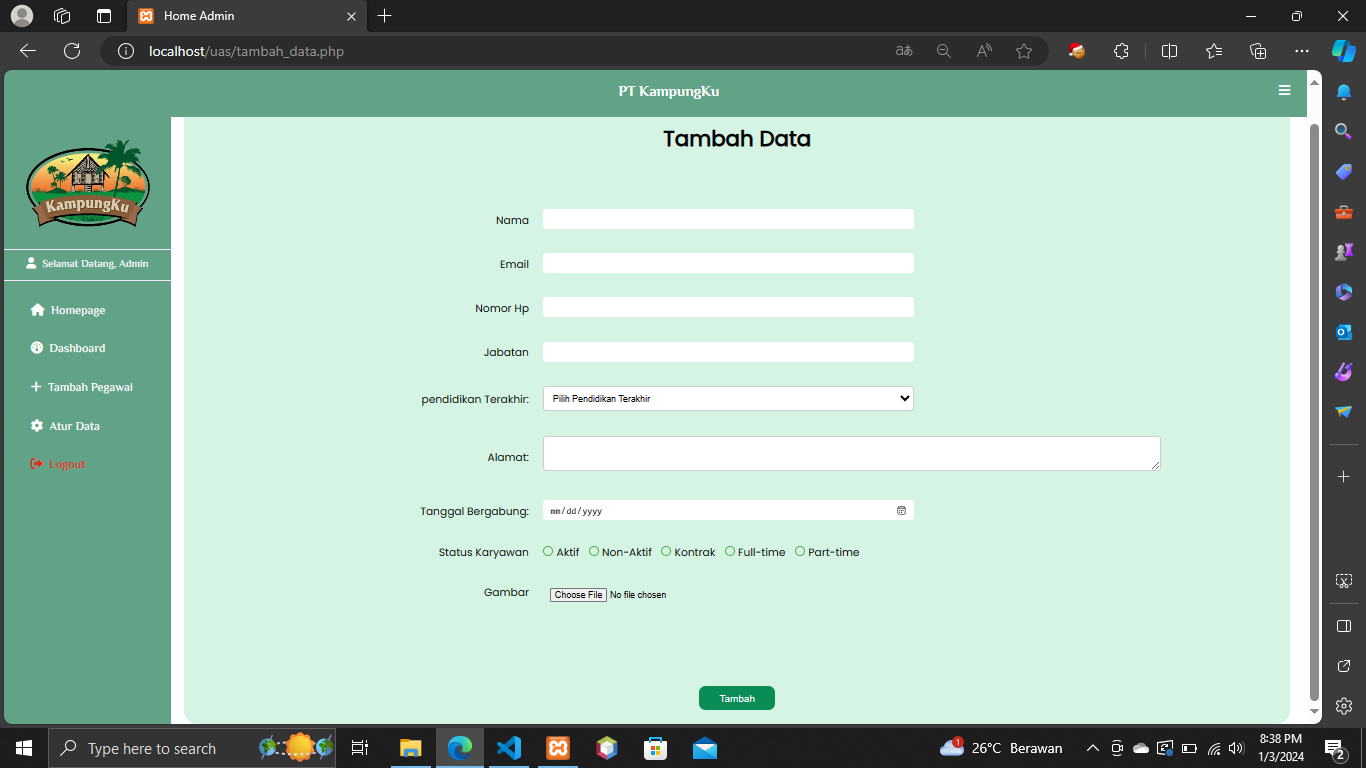 Home Admin
localhost/uas/tambah_data.php
PT KampungKu
KampungKu
Selamat Datang, Admin
Homepage
Dashboard
Tambah Pegawai
Atur Data
Logout
Tambah Data
Nama
Email
Nomor Hp
Jabatan
pendidikan Terakhir:
Pilih Pendidikan Terakhir
Alamat:
Tanggal Bergabung:
mm/dd/yyyy
Status Karyawan
Aktif Non-Aktif Kontrak Full-time Part-time
Gambar
Choose File No file chosen
Tambah
Type here to search
1
26°C Berawan
8:38 PM
1/3/2024
2